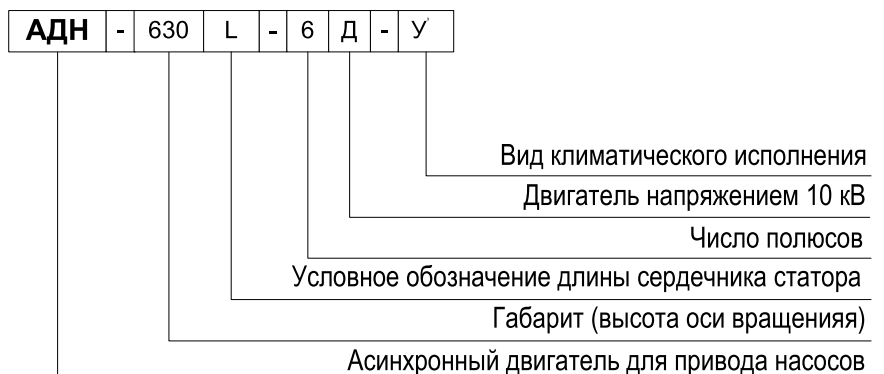 АДН - 630 L - 6 Д - У
Вид климатического исполнения
Двигатель напряжением 10 кВ
Число полюсов
Условное обозначение длины сердечника статора
Габарит (высота оси вращенияя)
Асинхронный двигатель для привода насосов